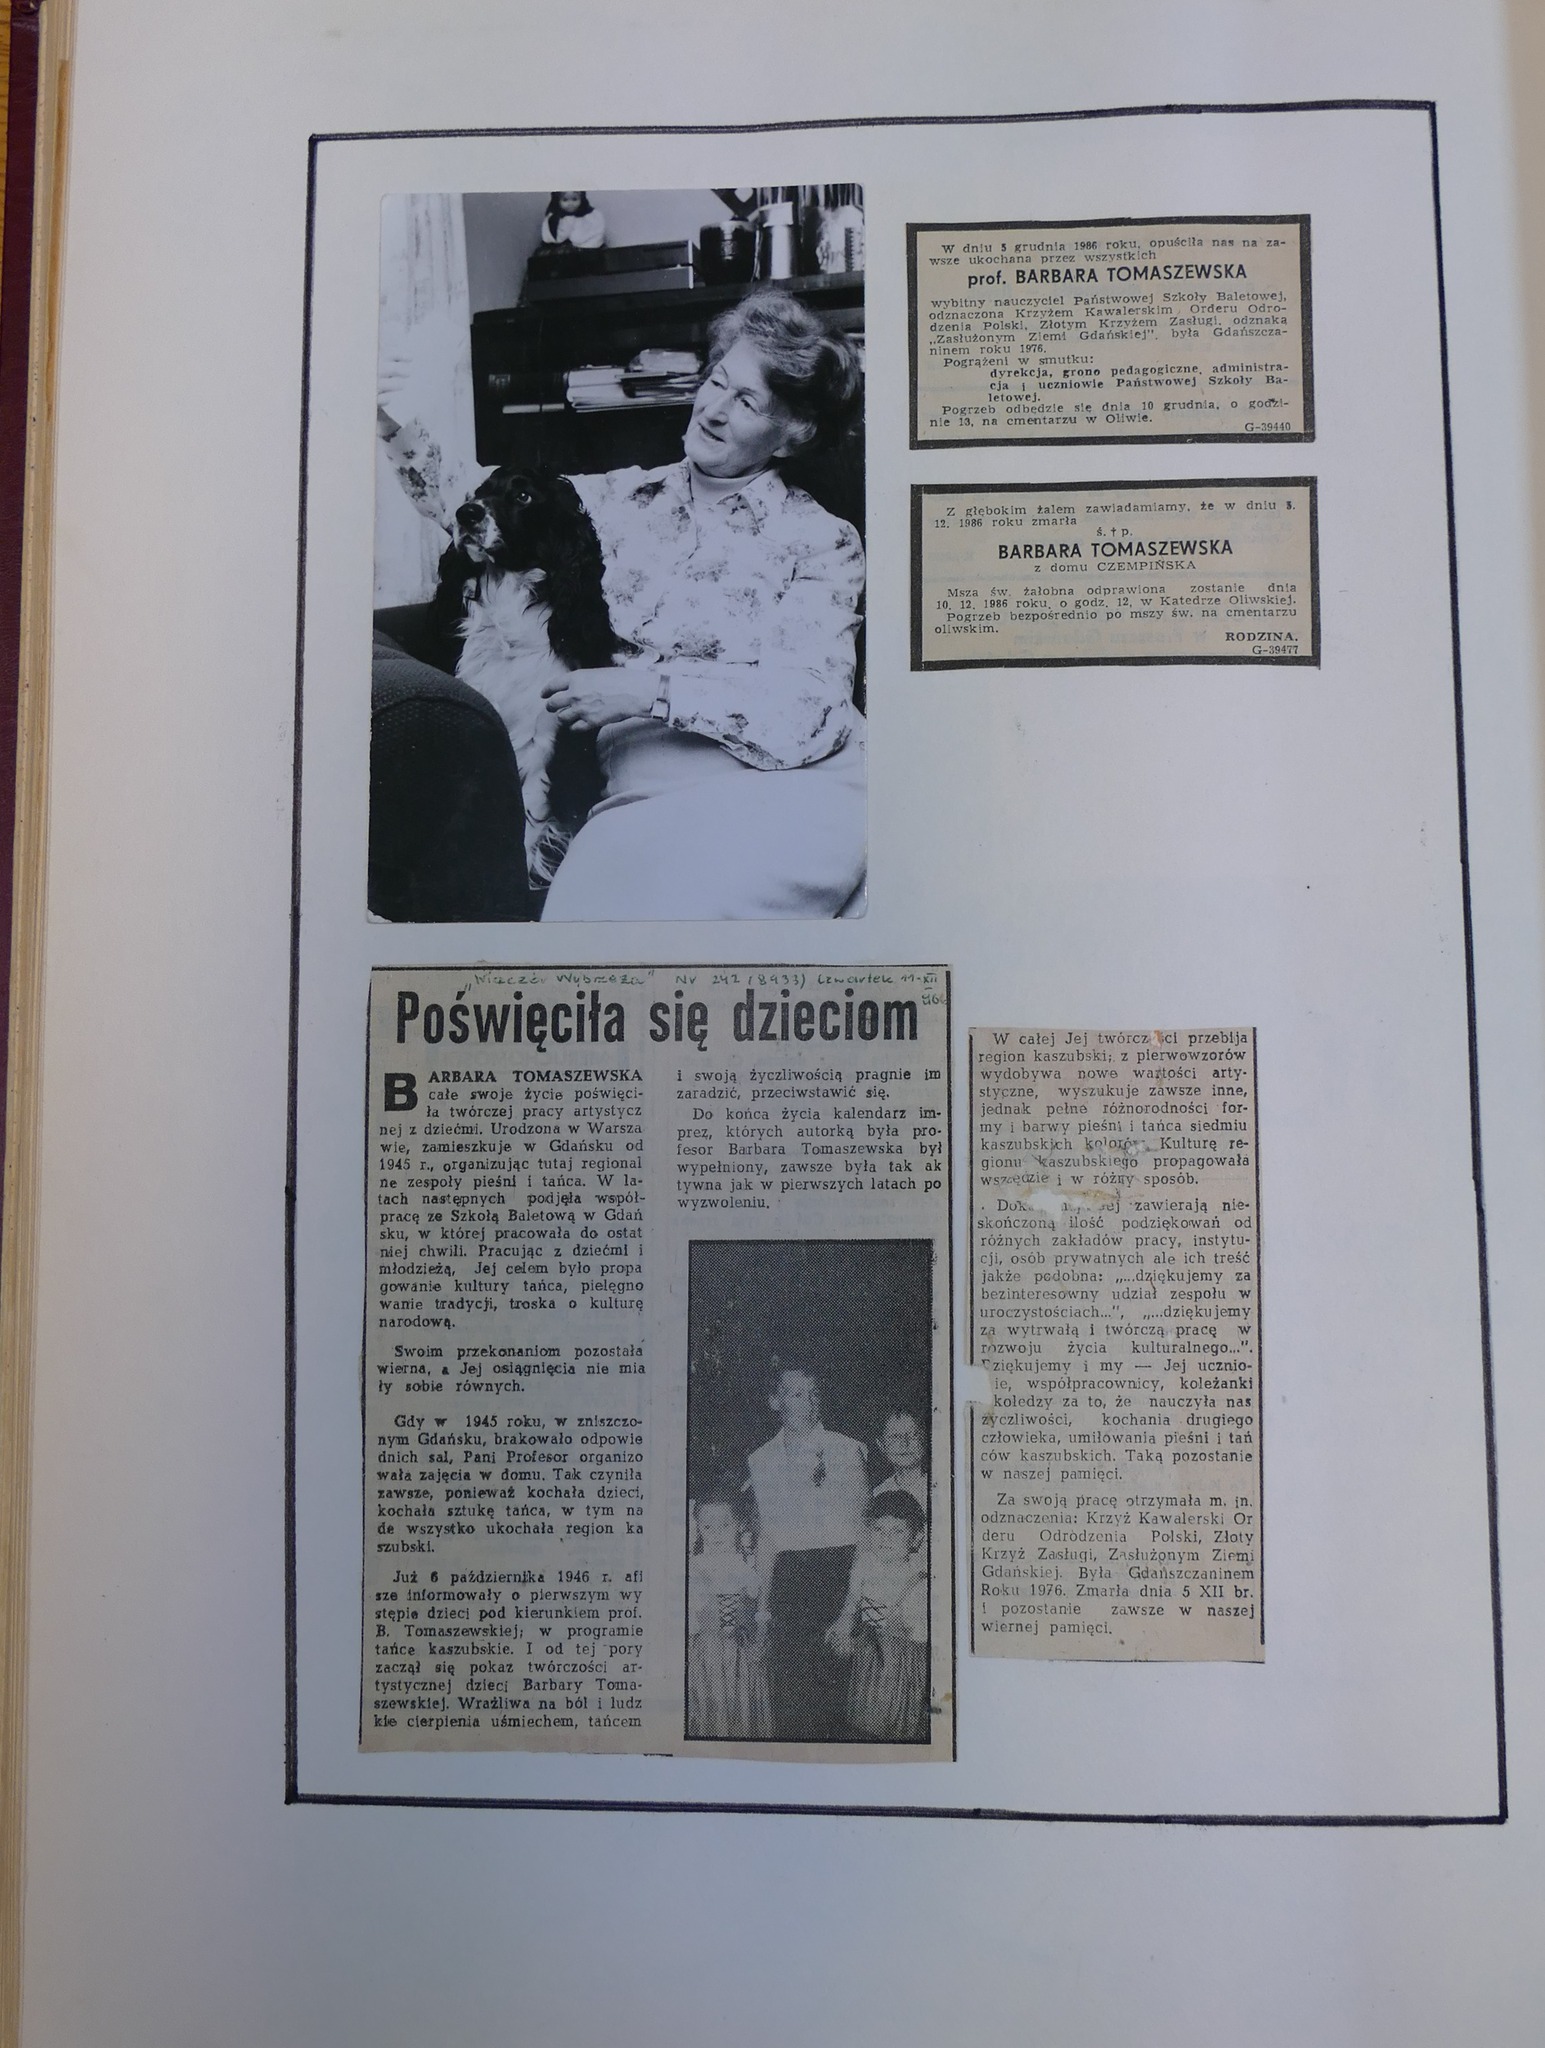 W dniu 5 grudnia 1986 roku, opuściła nas na za-
wsze ukochana przez wszystkich
prof. BARBARA TOMASZEWSKA
wybitny nauczyciel Państwowej Szkoły Baletowej,
odznaczona Krzyżem Kawalerskim Orderu Odro-
dzenia Polski, Złotym Krzyżem Zasługi, odznaką
„Zasłużonym Ziemi Gdańskiej”. była Gdańszcza-
ninem roku 1976.
Pogrążeni w smutku:
dyrekcja, grono pedagogiczne, administra-
cja i uczniowie Państwowej Szkoły Ba-
letowej.
Pogrzeb odbędzie się dnia 10 grudnia, o godzi-
nie 13, na cmentarzu w Oliwie.
G-39440
Z głębokim żalem zawiadamiamy, że w dniu 5.
12. 1986 roku zmarła
ś. † p.
BARBARA TOMASZEWSKA
z domu CZEMPIŃSKA
Msza św. żałobna odprawiona zostanie dnia
10. 12. 1986 roku, o godz. 12, w Katedrze Oliwskiej.
Pogrzeb bezpośrednio po mszy św. na cmentarzu
oliwskim.
RODZINA.
G-39477
Wybrzeża” Nr 242 (8933) czwartek 11-XII
Poświęciła się dzieciom
BARBARA TOMASZEWSKA
całe swoje życie poświęci-
ła twórczej pracy artystycz
nej z dziećmi. Urodzona w Warsza
wie, zamieszkuje w Gdańsku od
1945 r., organizując tutaj regional
ne zespoły pieśni i tańca. W la-
tach następnych podjęła współ-
pracę ze Szkołą Baletową w Gdań
sku, w której pracowała do ostat
niej chwili. Pracując z dziećmi i
młodzieżą, Jej celem było propa
gowanie kultury tańca, pielęgno
wanie tradycji, troska o kulturę
narodową.
Swoim przekonaniom pozostała
wierna, a Jej osiągnięcia nie mia
ły sobie równych.
Gdy w 1945 roku, w zniszczo-
nym Gdańsku, brakowało odpowie
dnich sal, Pani Profesor organizo
wała zajęcia w domu. Tak czyniła
zawsze, ponieważ kochała dzieci,
kochała sztukę tańca, w tym na
de wszystko ukochała region ka
szubski.
Już 6 października 1946 r. afi
sze informowały o pierwszym wy
stępie dzieci pod kierunkiem prof.
B. Tomaszewskiej; w programie
tańce kaszubskie. I od tej pory
zaczął się pokaz twórczości ar-
tystycznej dzieci Barbary Toma-
szewskiej. Wrażliwa na ból i ludz
kie cierpienia uśmiechem, tańcem
i swoją życzliwością pragnie im
zaradzić, przeciwstawić się.
Do końca życia kalendarz im-
prez, których autorką była pro-
fesor Barbara Tomaszewska był
wypełniony, zawsze była tak ak
tywna jak w pierwszych latach po
wyzwoleniu.
W całej Jej twórczości przebija
region kaszubski; z pierwowzorów
wydobywa nowe wartości arty-
styczne, wyszukuje zawsze inne,
jednak pełne różnorodności for-
my i barwy pieśni i tańca siedmiu
kaszubskich kolorów. Kulturę re-
gionu kaszubskiego propagowała
wszędzie i w różny sposób.
zawierają nie-
skończoną ilość podziękowań od
różnych zakładów pracy, instytu-
cji, osób prywatnych ale ich treść
jakże podobna: „...dziękujemy za
bezinteresowny udział zespołu w
uroczystościach...”, „...dziękujemy
za wytrwałą i twórczą pracę w
rozwoju życia kulturalnego...”.
Dziękujemy i my — Jej ucznio-
ie, współpracownicy, koleżanki
koledzy za to, że nauczyła nas
życzliwości, kochania drugiego
człowieka, umiłowania pieśni i tań
ców kaszubskich. Taką pozostanie
w naszej pamięci.
Za swoją pracę otrzymała m. in.
odznaczenia: Krzyż Kawalerski Or
deru Odrodzenia Polski, Złoty
Krzyż Zasługi, Zasłużonym Ziemi
Gdańskiej. Była Gdańszczaninem
Roku 1976. Zmarła dnia 5 XII br.
i pozostanie zawsze w naszej
wiernej pamięci.